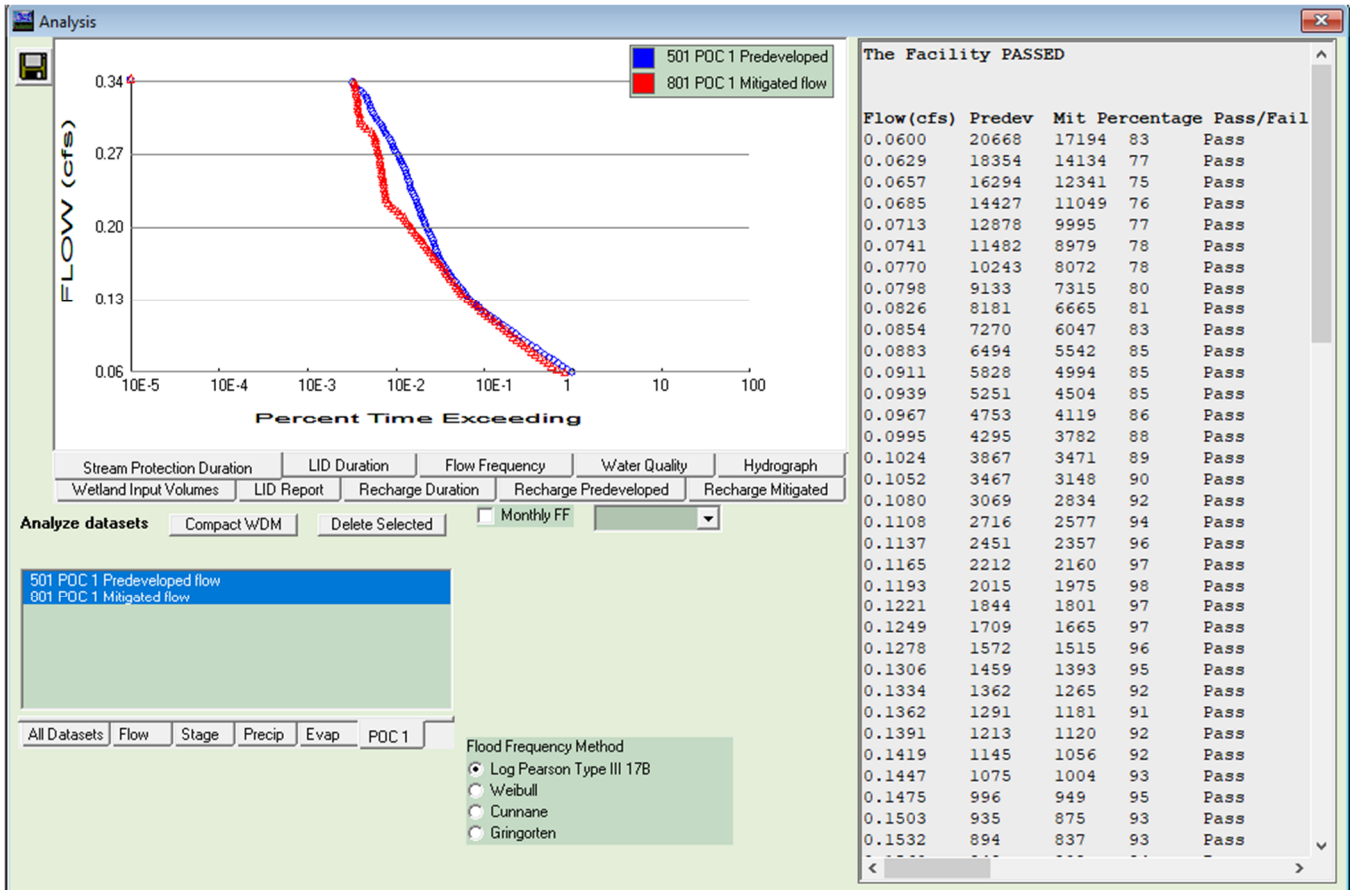 Analysis
501 POC 1 Predeveloped
801 POC 1 Mitigated flow
0.34
0.27
0.20
0.13
0.06
FLOW (cfs)
10E-5 10E-4 10E-3 10E-2 10E-1 1 10 100
Percent Time Exceeding
Stream Protection Duration LID Duration Flow Frequency Water Quality Hydrograph
Wetland Input Volumes LID Report Recharge Duration Recharge Predeveloped Recharge Mitigated
Analyze datasets Compact WDM Delete Selected Monthly FF
501 POC 1 Predeveloped flow
801 POC 1 Mitigated flow
All Datasets Flow Stage Precip Evap POC 1
Flood Frequency Method
Log Pearson Type III 17B
Weibull
Cunnane
Gringorten
The Facility PASSED
Flow(cfs) Predev Mit Percentage Pass/Fail
0.0600 20668 17194 83 Pass
0.0629 18354 14134 77 Pass
0.0657 16294 12341 75 Pass
0.0685 14427 11049 76 Pass
0.0713 12878 9995 77 Pass
0.0741 11482 8979 78 Pass
0.0770 10243 8072 78 Pass
0.0798 9133 7315 80 Pass
0.0826 8181 6665 81 Pass
0.0854 7270 6047 83 Pass
0.0883 6494 5542 85 Pass
0.0911 5828 4994 85 Pass
0.0939 5251 4504 85 Pass
0.0967 4753 4119 86 Pass
0.0995 4295 3782 88 Pass
0.1024 3867 3471 89 Pass
0.1052 3467 3148 90 Pass
0.1080 3069 2834 92 Pass
0.1108 2716 2577 94 Pass
0.1137 2451 2357 96 Pass
0.1165 2212 2160 97 Pass
0.1193 2015 1975 98 Pass
0.1221 1844 1801 97 Pass
0.1249 1709 1665 97 Pass
0.1278 1572 1515 96 Pass
0.1306 1459 1393 95 Pass
0.1334 1362 1265 92 Pass
0.1362 1291 1181 91 Pass
0.1391 1213 1120 92 Pass
0.1419 1145 1056 92 Pass
0.1447 1075 1004 93 Pass
0.1475 996 949 95 Pass
0.1503 935 875 93 Pass
0.1532 894 837 93 Pass